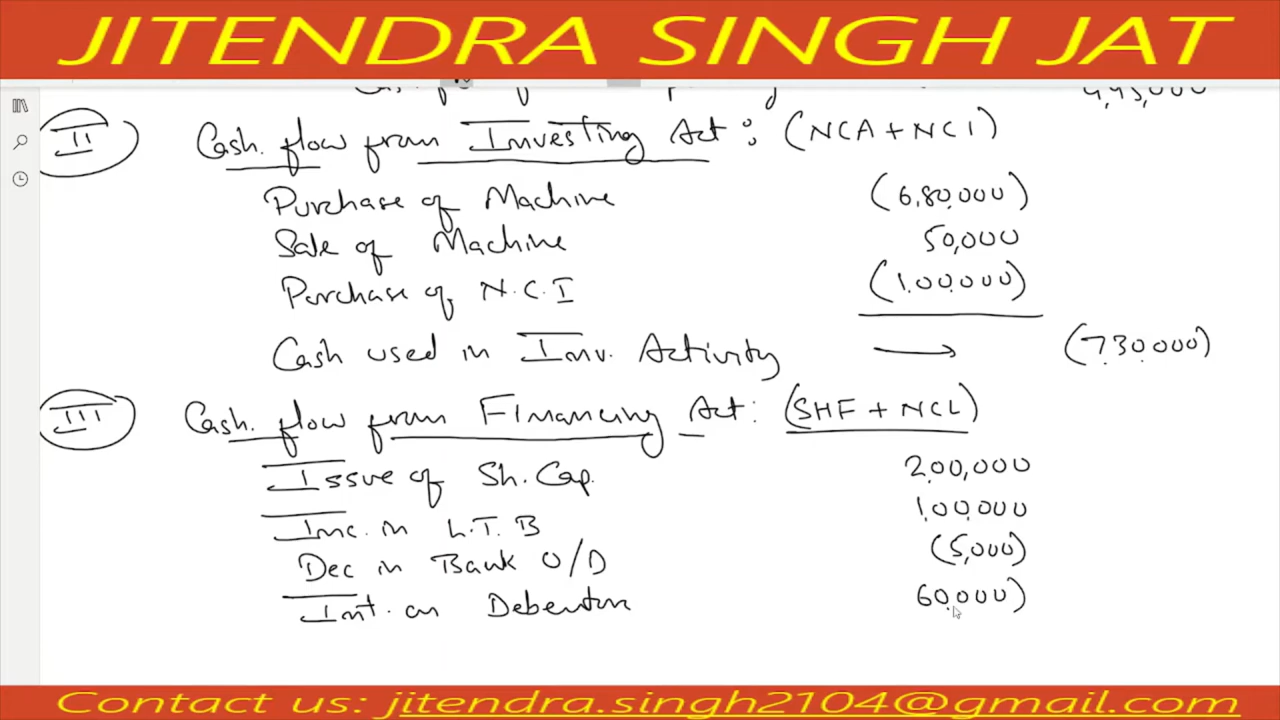 JITENDRA SINGH JAT
4,45,000
II Cash flow from Investing Act : (NCA + NCI)
Purchase of Machine (6,80,000)
Sale of Machine 50,000
Purchase of N.C.I (1,00,000)
Cash used in Inv. Activity → (7,30,000)
III Cash flow from Financing Act : (SHF + NCL)
Issue of Sh. Cap. 2,00,000
Inc. in L.T.B 1,00,000
Dec in Bank O/D (5,000)
Int. on Debenture 60,000)
Contact us: jitendra.singh2104@gmail.com